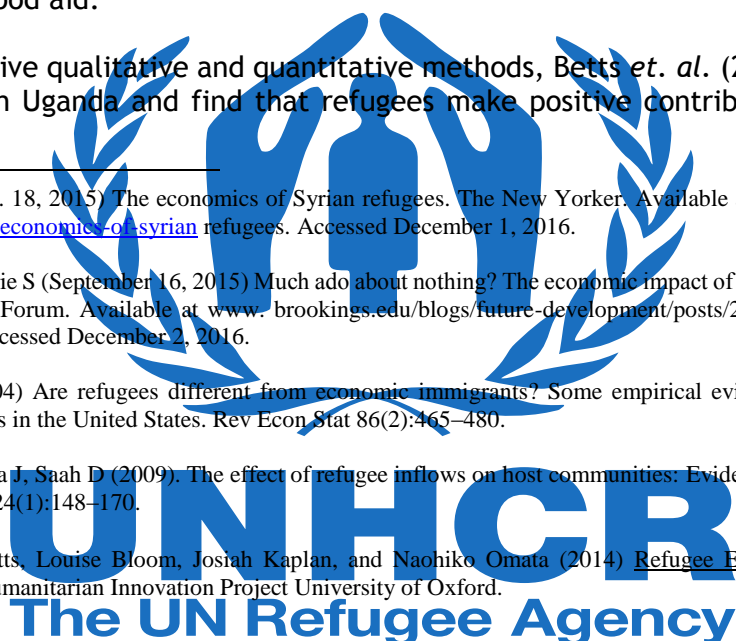 ood aid.
ive qualitative and quantitative methods, Betts et. al. (2
n Uganda and find that refugees make positive contrib
. 18, 2015) The economics of Syrian refugees. The New Yorker. Available
economics-of-syrian refugees. Accessed December 1, 2016.
ie S (September 16, 2015) Much ado about nothing? The economic impact of
Forum. Available at www. brookings.edu/blogs/future-development/posts/2
cessed December 2, 2016.
04) Are refugees different from economic immigrants? Some empirical evi
s in the United States. Rev Econ Stat 86(2):465–480.
a J, Saah D (2009). The effect of refugee inflows on host communities: Evide
24(1):148–170.
tts, Louise Bloom, Josiah Kaplan, and Naohiko Omata (2014) Refugee E
umanitarian Innovation Project University of Oxford.
UNHCR
The UN Refugee Agency